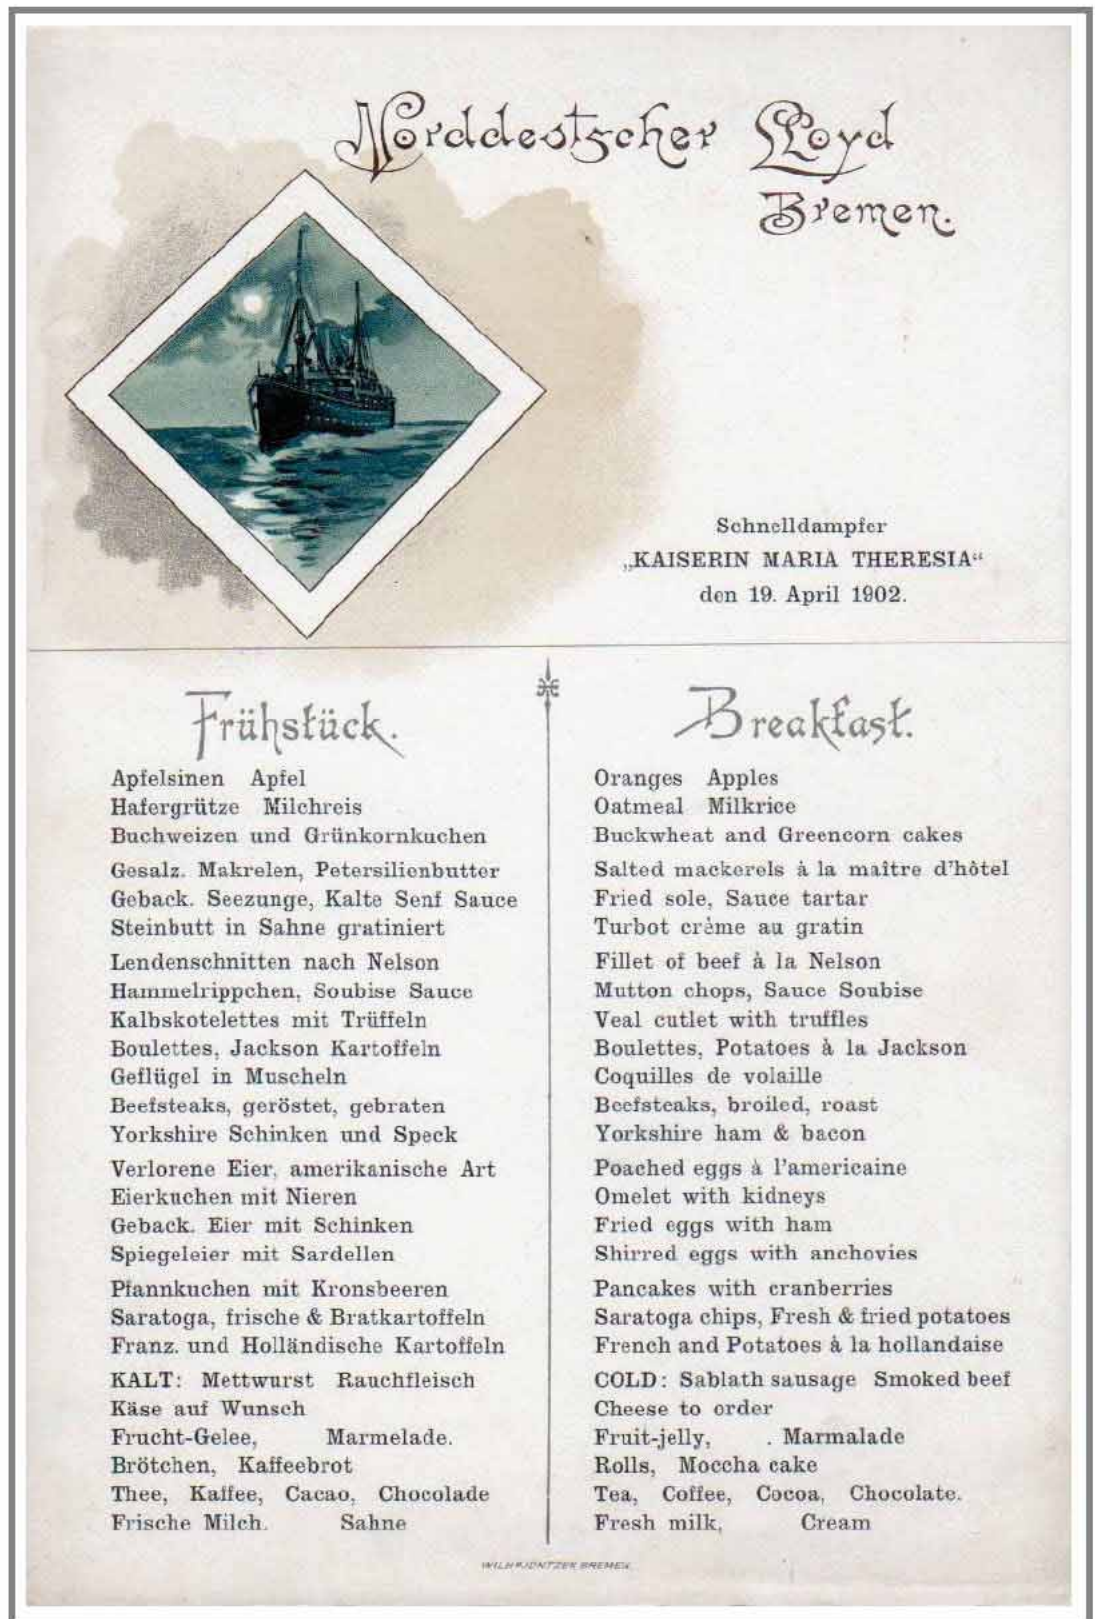 Norddeutscher Lloyd
Bremen.
Schnelldampfer
„KAISERIN MARIA THERESIA“
den 19. April 1902.
Frühstück.
Apfelsinen Apfel
Hafergrütze Milchreis
Buchweizen und Grünkornkuchen
Gesalz. Makrelen, Petersilienbutter
Geback. Seezunge, Kalte Senf Sauce
Steinbutt in Sahne gratiniert
Lendenschnitten nach Nelson
Hammelrippchen, Soubise Sauce
Kalbskotelettes mit Trüffeln
Boulettes, Jackson Kartoffeln
Geflügel in Muscheln
Beefsteaks, geröstet, gebraten
Yorkshire Schinken und Speck
Verlorene Eier, amerikanische Art
Eierkuchen mit Nieren
Geback. Eier mit Schinken
Spiegeleier mit Sardellen
Pfannkuchen mit Kronsbeeren
Saratoga, frische & Bratkartoffeln
Franz. und Holländische Kartoffeln
KALT: Mettwurst Rauchfleisch
Käse auf Wunsch
Frucht-Gelee, Marmelade.
Brötchen, Kaffeebrot
Thee, Kaffee, Cacao, Chocolade
Frische Milch. Sahne
Breakfast.
Oranges Apples
Oatmeal Milkrice
Buckwheat and Greencorn cakes
Salted mackerels à la maître d'hôtel
Fried sole, Sauce tartar
Turbot crème au gratin
Fillet of beef à la Nelson
Mutton chops, Sauce Soubise
Veal cutlet with truffles
Boulettes, Potatoes à la Jackson
Coquilles de volaille
Beefsteaks, broiled, roast
Yorkshire ham & bacon
Poached eggs à l'americaine
Omelet with kidneys
Fried eggs with ham
Shirred eggs with anchovies
Pancakes with cranberries
Saratoga chips, Fresh & fried potatoes
French and Potatoes à la hollandaise
COLD: Sablath sausage Smoked beef
Cheese to order
Fruit-jelly, . Marmalade
Rolls, Moccha cake
Tea, Coffee, Cocoa, Chocolate.
Fresh milk, Cream
BREMEN.